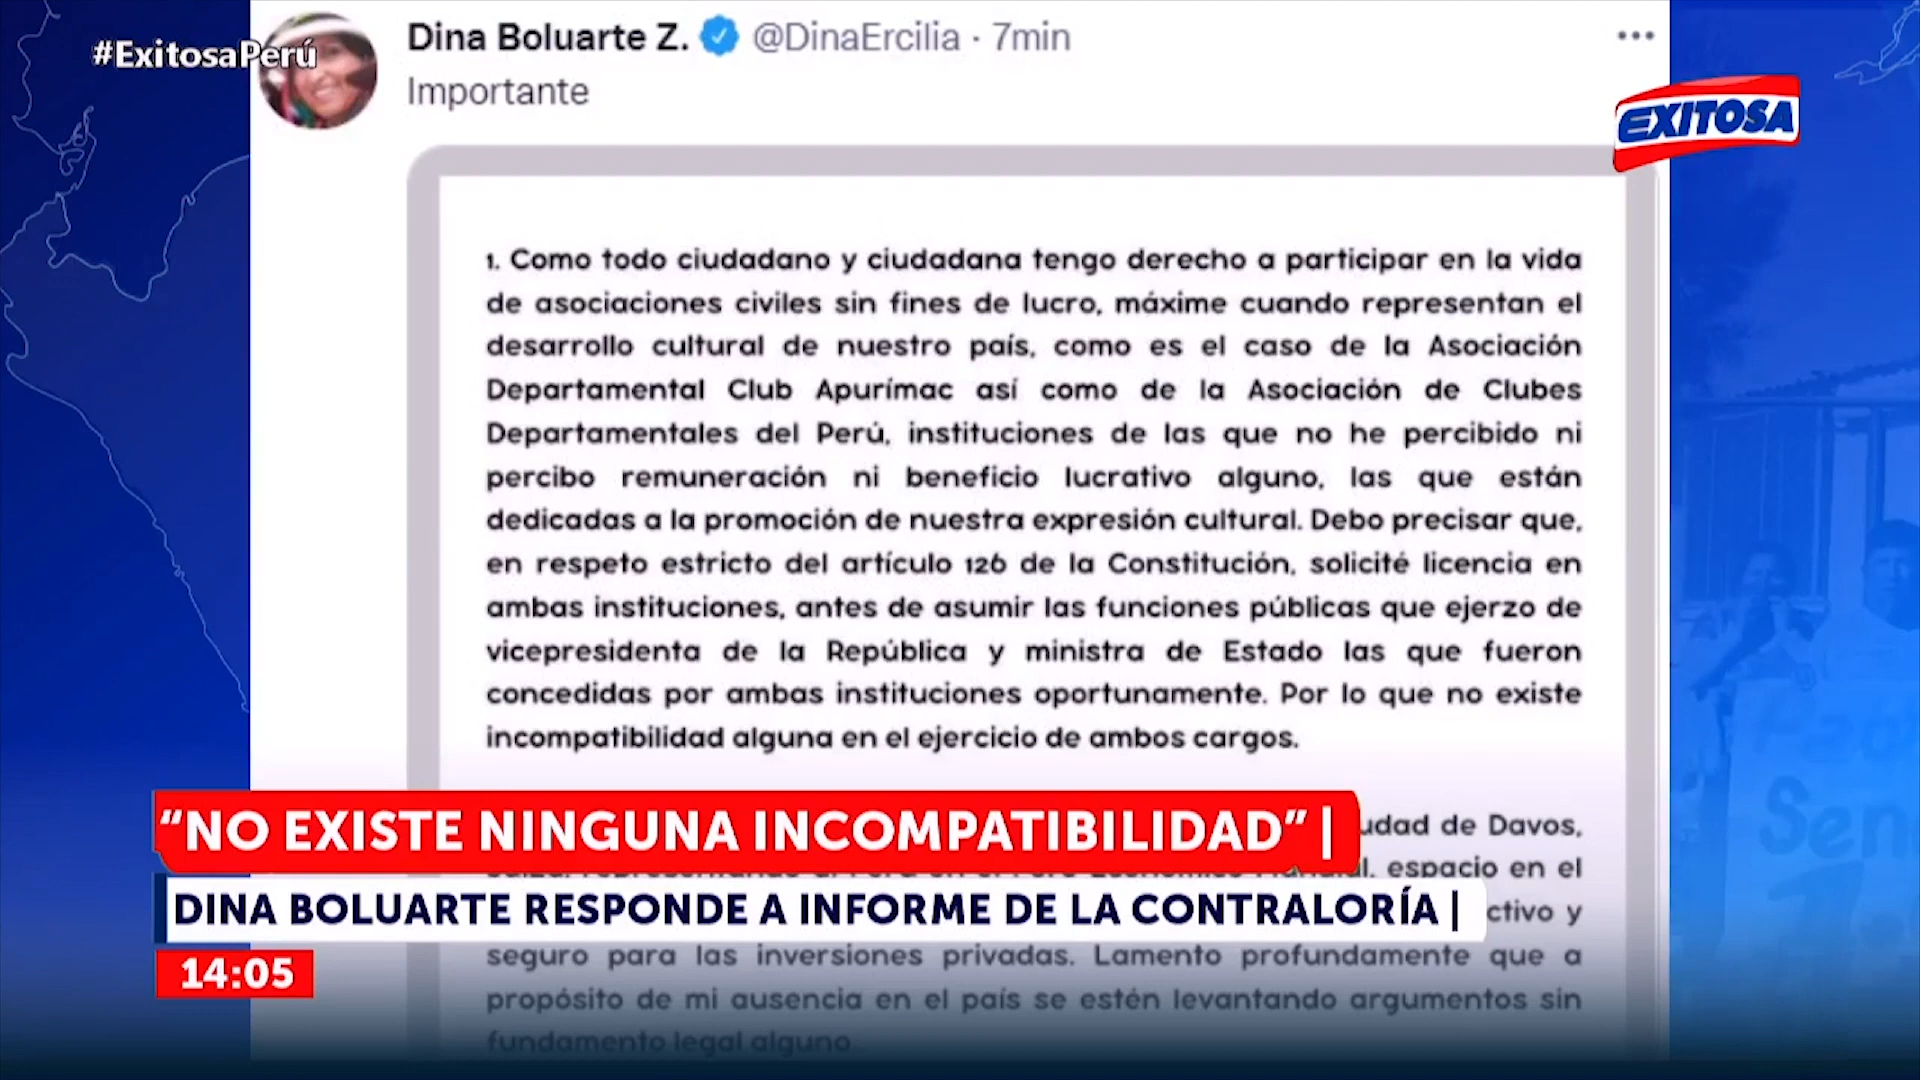 #ExitosaPerú
Dina Boluarte Z. @DinaErcilia · 7min
Importante
EXITOSA
1. Como todo ciudadano y ciudadana tengo derecho a participar en la vida
de asociaciones civiles sin fines de lucro, máxime cuando representan el
desarrollo cultural de nuestro país, como es el caso de la Asociación
Departamental Club Apurímac así como de la Asociación de Clubes
Departamentales del Perú, instituciones de las que no he percibido ni
percibo remuneración ni beneficio lucrativo alguno, las que están
dedicadas a la promoción de nuestra expresión cultural. Debo precisar que,
en respeto estricto del artículo 126 de la Constitución, solicité licencia en
ambas instituciones, antes de asumir las funciones públicas que ejerzo de
vicepresidenta de la República y ministra de Estado las que fueron
concedidas por ambas instituciones oportunamente. Por lo que no existe
incompatibilidad alguna en el ejercicio de ambos cargos.
udad de Davos,
espacio en el
ctivo y
seguro para las inversiones privadas. Lamento profundamente que a
propósito de mi ausencia en el país se estén levantando argumentos sin
fundamento legal alguno.
“NO EXISTE NINGUNA INCOMPATIBILIDAD” |
DINA BOLUARTE RESPONDE A INFORME DE LA CONTRALORÍA |
14:05